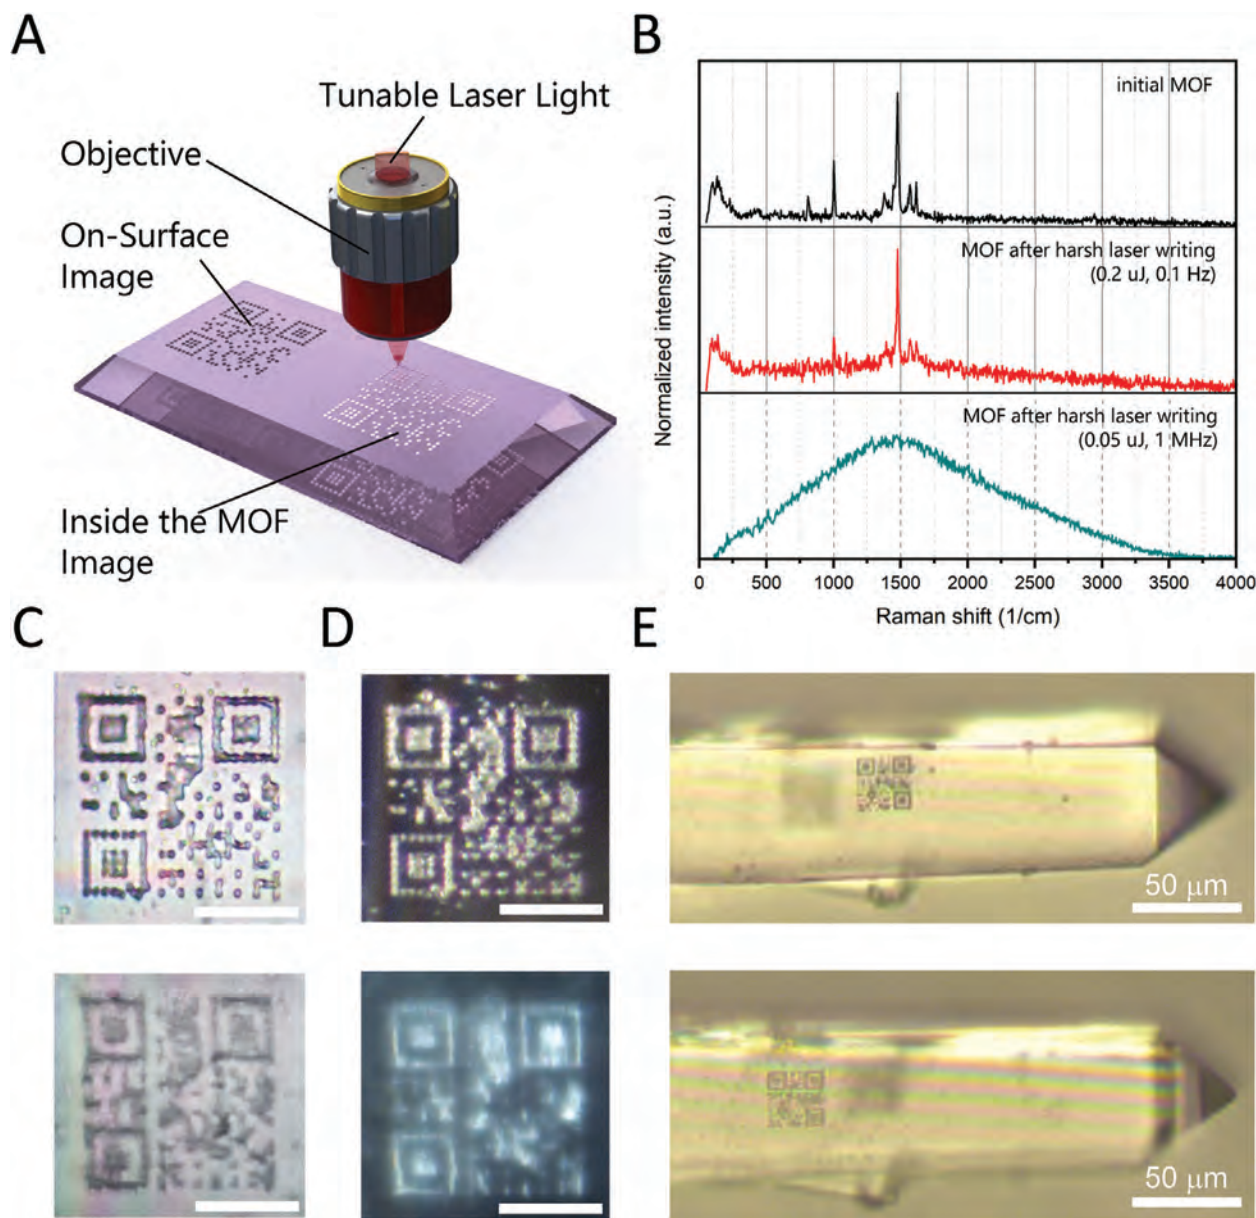 A
Tunable Laser Light
Objective
On-Surface
Image
Inside the MOF
Image
B
Normalized intensity (a.u.)
initial MOF
MOF after harsh laser writing
(0.2 uJ, 0.1 Hz)
MOF after harsh laser writing
(0.05 uJ, 1 MHz)
0 500 1000 1500 2000 2500 3000 3500 4000
Raman shift (1/cm)
C
D
E
50 μm
50 μm